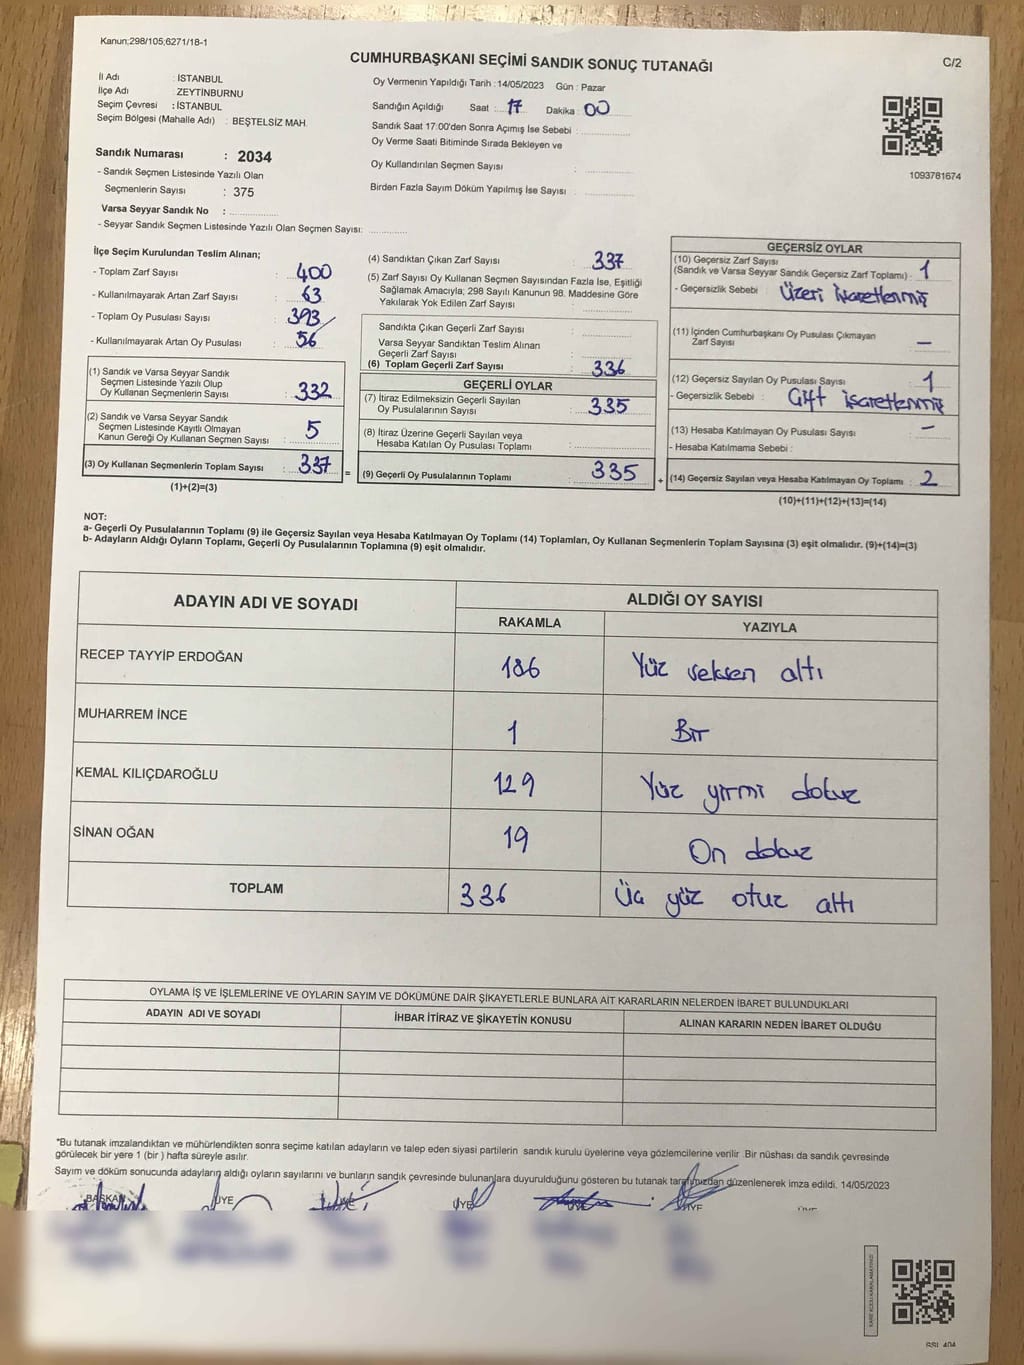 Kanun;298/105;6271/18-1
CUMHURBAŞKANI SEÇİMİ SANDIK SONUÇ TUTANAĞI
C/2
İl Adı : İSTANBUL
İlçe Adı : ZEYTİNBURNU
Seçim Çevresi : İSTANBUL
Seçim Bölgesi (Mahalle Adı) : BEŞTELSİZ MAH.
Sandık Numarası : 2034
- Sandık Seçmen Listesinde Yazılı Olan
Seçmenlerin Sayısı : 375
Varsa Seyyar Sandık No :
- Seyyar Sandık Seçmen Listesinde Yazılı Olan Seçmen Sayısı:
Oy Vermenin Yapıldığı Tarih : 14/05/2023 Gün : Pazar
Sandığın Açıldığı Saat : 17 Dakika : 00
Sandık Saat 17:00'den Sonra Açımış İse Sebebi :
Oy Verme Saati Bitiminde Sırada Bekleyen ve
Oy Kullandırılan Seçmen Sayısı :
Birden Fazla Sayım Döküm Yapılmış İse Sayısı :
1093781674
İlçe Seçim Kurulundan Teslim Alınan;
- Toplam Zarf Sayısı : 400
- Kullanılmayarak Artan Zarf Sayısı : 63
- Toplam Oy Pusulası Sayısı : 393
- Kullanılmayarak Artan Oy Pusulası : 56
(1) Sandık ve Varsa Seyyar Sandık
Seçmen Listesinde Yazılı Olup
Oy Kullanan Seçmenlerin Sayısı : 332
(2) Sandık ve Varsa Seyyar Sandık
Seçmen Listesinde Kayıtlı Olmayan
Kanun Gereği Oy Kullanan Seçmen Sayısı : 5
(3) Oy Kullanan Seçmenlerin Toplam Sayısı : 337
(1)+(2)=(3)
=
(4) Sandıktan Çıkan Zarf Sayısı : 337
(5) Zarf Sayısı Oy Kullanan Seçmen Sayısından Fazla İse, Eşitliği
Sağlamak Amacıyla, 298 Sayılı Kanunun 98. Maddesine Göre
Yakılarak Yok Edilen Zarf Sayısı :
Sandıkta Çıkan Geçerli Zarf Sayısı :
Varsa Seyyar Sandıktan Teslim Alınan
Geçerli Zarf Sayısı :
(6) Toplam Geçerli Zarf Sayısı : 336
GEÇERLİ OYLAR
(7) İtiraz Edilmeksizin Geçerli Sayılan
Oy Pusulalarının Sayısı : 335
(8) İtiraz Üzerine Geçerli Sayılan veya
Hesaba Katılan Oy Pusulaları Toplamı :
(9) Geçerli Oy Pusulalarının Toplamı : 335
+
GEÇERSİZ OYLAR
(10) Geçersiz Zarf Sayısı
(Sandık ve Varsa Seyyar Sandık Geçersiz Zarf Toplamı) - 1
- Geçersizlik Sebebi : Üzeri işaretlenmiş
(11) İçinden Cumhurbaşkanı Oy Pusulası Çıkmayan
Zarf Sayısı : -
(12) Geçersiz Sayılan Oy Pusulası Sayısı : 1
- Geçersizlik Sebebi : Çift işaretlenmiş
(13) Hesaba Katılmayan Oy Pusulası Sayısı : -
- Hesaba Katılmama Sebebi :
(14) Geçersiz Sayılan veya Hesaba Katılmayan Oy Toplamı : 2
(10)+(11)+(12)+(13)=(14)
NOT:
a- Geçerli Oy Pusulalarının Toplamı (9) ile Geçersiz Sayılan veya Hesaba Katılmayan Oy Toplamı (14) Toplamları, Oy Kullanan Seçmenlerin Toplam Sayısına (3) eşit olmalıdır. (9)+(14)=(3)
b- Adayların Aldığı Oyların Toplamı, Geçerli Oy Pusulalarının Toplamına (9) eşit olmalıdır.
ADAYIN ADI VE SOYADI
ALDIĞI OY SAYISI
RAKAMLA YAZIYLA
RECEP TAYYİP ERDOĞAN 186 Yüz seksen altı
MUHARREM İNCE 1 Bir
KEMAL KILIÇDAROĞLU 129 Yüz yirmi dokuz
SİNAN OĞAN 19 On dokuz
TOPLAM 336 Üç yüz otuz altı
OYLAMA İŞ VE İŞLEMLERİNE VE OYLARIN SAYIM VE DÖKÜMÜNE DAİR ŞİKAYETLERLE BUNLARA AİT KARARLARIN NELERDEN İBARET BULUNDUKLARI
ADAYIN ADI VE SOYADI İHBAR İTİRAZ VE ŞİKAYETİN KONUSU ALINAN KARARIN NEDEN İBARET OLDUĞU
*Bu tutanak imzalandıktan ve mühürlendikten sonra seçime katılan adayların ve talep eden siyasi partilerin sandık kurulu üyelerine veya gözlemcilerine verilir. Bir nüshası da sandık çevresinde
görülecek bir yere 1 (bir ) hafta süreyle asılır.
Sayım ve döküm sonucunda adayların aldığı oyların sayılarını ve bunların sandık çevresinde bulunanlara duyurulduğunu gösteren bu tutanak tarafımızdan düzenlenerek imza edildi. 14/05/2023
BAŞKAN ÜYE ÜYE ÜYE ÜYE ÜYE